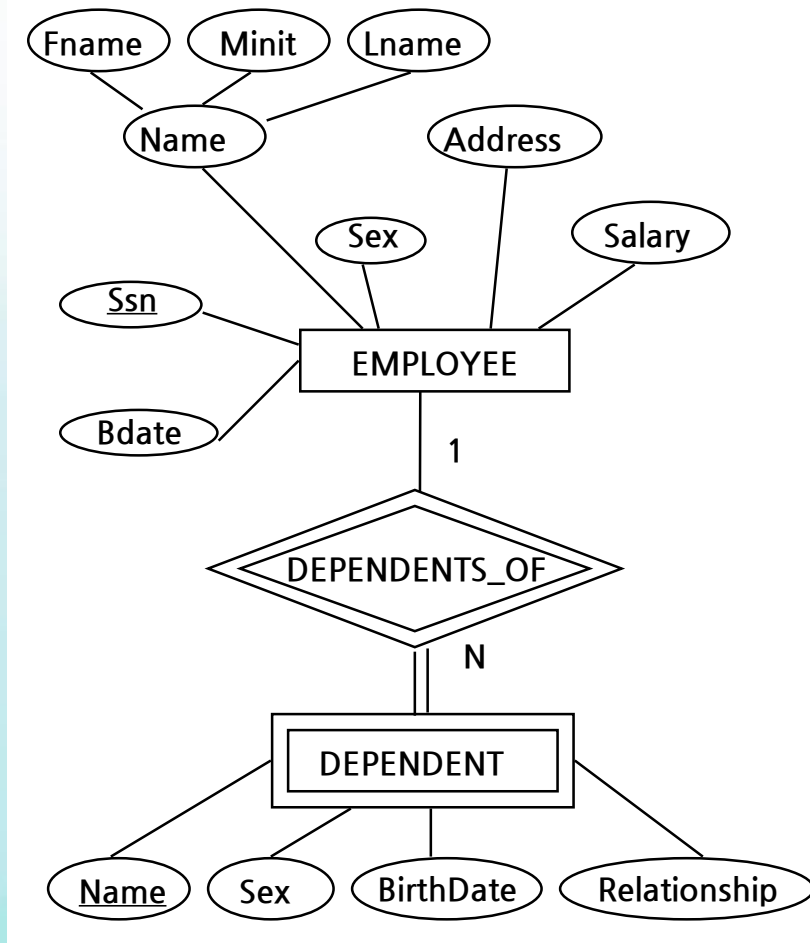 Fname Minit Lname
Name Address
Sex Salary
Ssn
EMPLOYEE
Bdate
1
DEPENDENTS_OF
N
DEPENDENT
Name Sex BirthDate Relationship